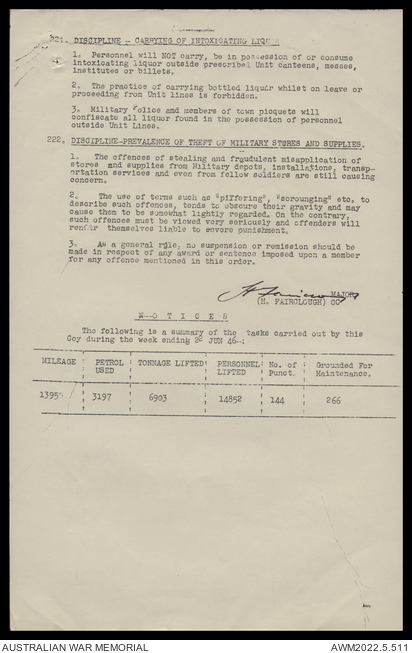 221. DISCIPLINE - CARRYING OF INTOXICATING LIQUOR
1. Personnel will NOT carry, be in possession of or consume
intoxicating liquor outside prescribed Unit canteens, messes,
institutes or billets.
2. The practice of carrying bottled liquor whilst on leave or
proceeding from Unit lines is forbidden.
3. Military Police and members of town picquets will
confiscate all liquor found in the possession of personnel
outside Unit Lines.
222. DISCIPLINE-PREVALENCE OF THEFT OF MILITARY STORES AND SUPPLIES.
1. The offences of stealing and fraudulent misapplication of
stores and supplies from Military depots, installations, transp-
ortation services and even from fellow soldiers are still causing
concern.
2. The use of terms such as "pilfering", "scrounging" etc. to
describe such offences, tends to obscure their gravity and may
cause them to be somewhat lightly regarded. On the contrary,
such offences must be viewed very seriously and offenders will
render themselves liable to severe punishment.
3. As a general rule, no suspension or remission should be
made in respect of any award or sentence imposed upon a member
for any offence mentioned in this order.
MAJOR
(H. FAIRCLOUGH) OC
N O T I C E S
The following is a summary of the tasks carried out by this
Coy during the week ending JUN 46.:
MILEAGE PETROL USED TONNAGE LIFTED PERSONNEL LIFTED No. of Punct. Grounded For Maintenance.
3197 6903 14852 144 266
AUSTRALIAN WAR MEMORIAL AWM2022.5.511